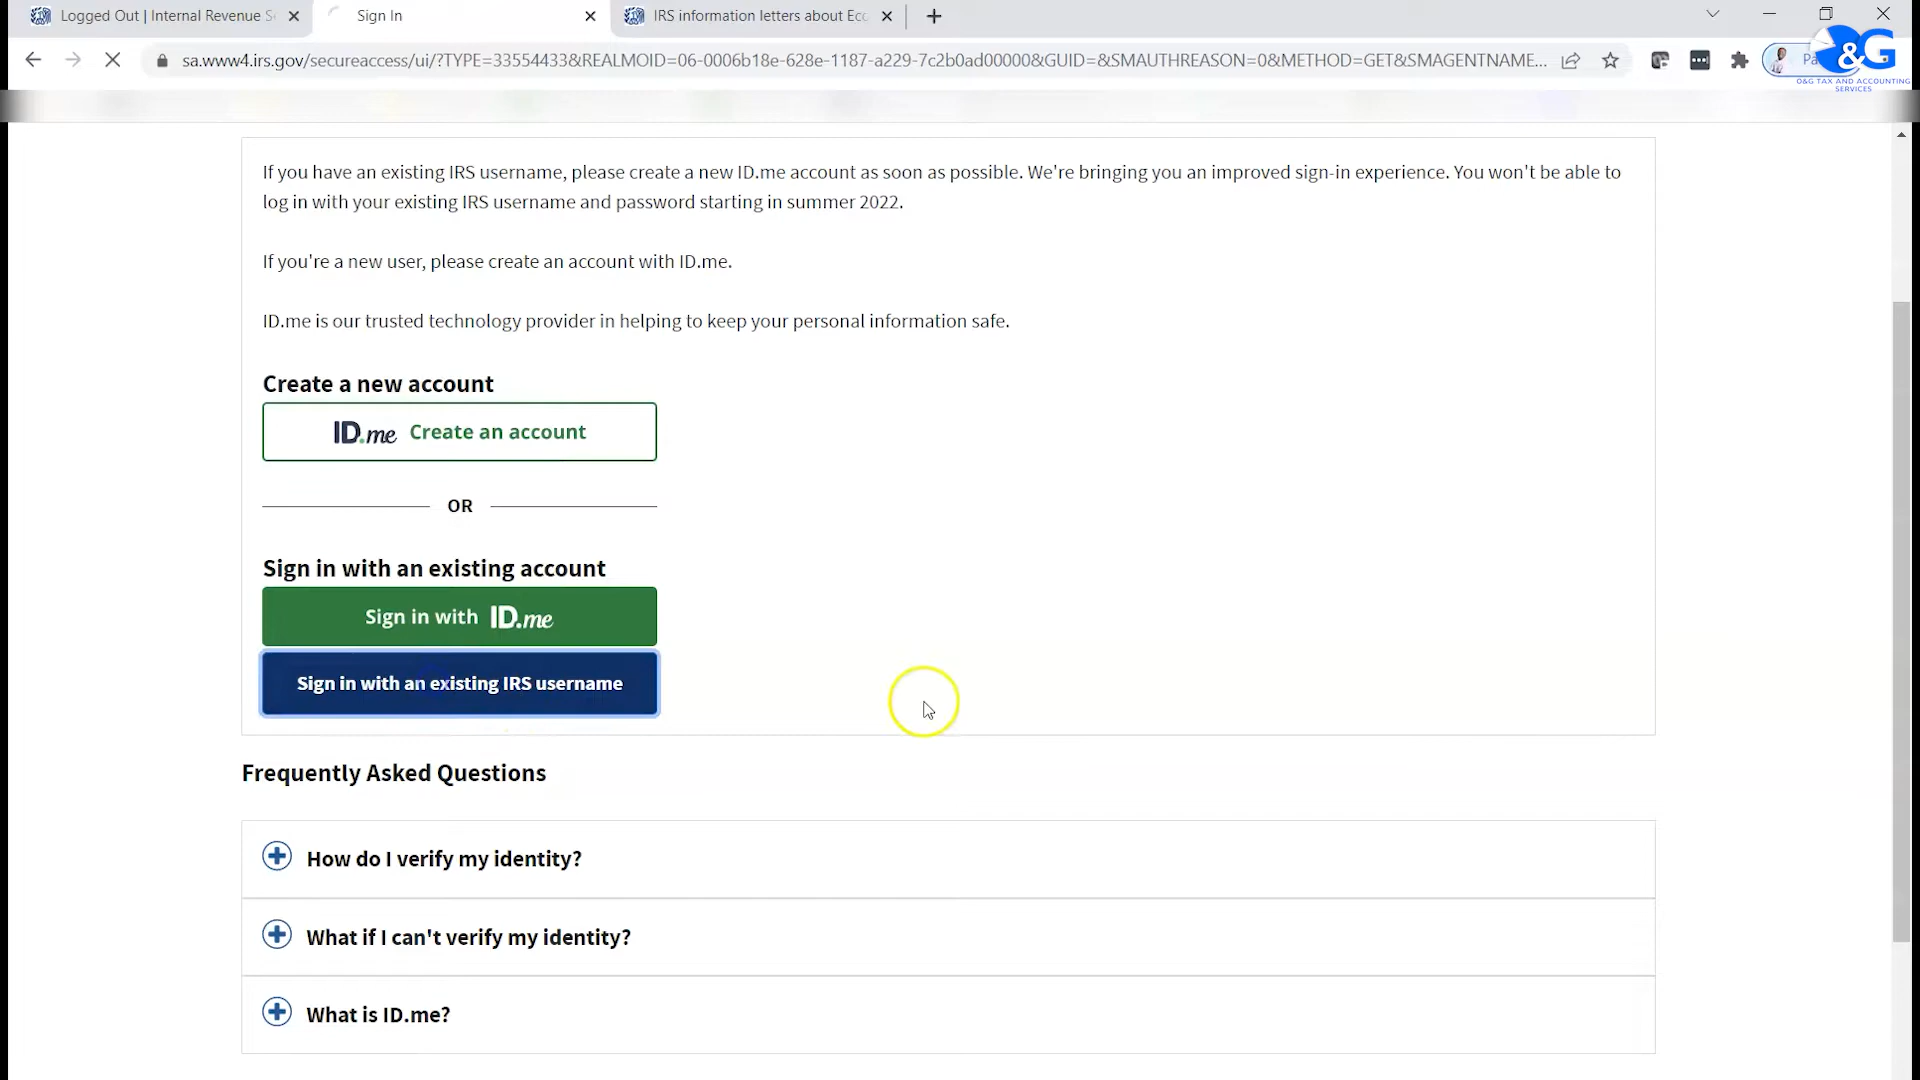 Logged Out | Internal Revenue S
Sign In
IRS information letters about Eco
sa.www4.irs.gov/secureaccess/ui/?TYPE=33554433&REALMOID=06-0006b18e-628e-1187-a229-7c2b0ad00000&GUID=&SMAUTHREASON=0&METHOD=GET&SMAGENTNAME...
Pa
&G
O&G TAX AND ACCOUNTING
SERVICES
If you have an existing IRS username, please create a new ID.me account as soon as possible. We're bringing you an improved sign-in experience. You won't be able to
log in with your existing IRS username and password starting in summer 2022.
If you're a new user, please create an account with ID.me.
ID.me is our trusted technology provider in helping to keep your personal information safe.
Create a new account
ID.me Create an account
OR
Sign in with an existing account
Sign in with ID.me
Sign in with an existing IRS username
Frequently Asked Questions
How do I verify my identity?
What if I can't verify my identity?
What is ID.me?